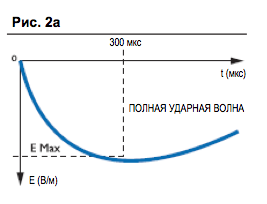 Рис. 2а
300 мкс
o
t (мкс)
ПОЛНАЯ УДАРНАЯ ВОЛНА
E Max
E (В/м)